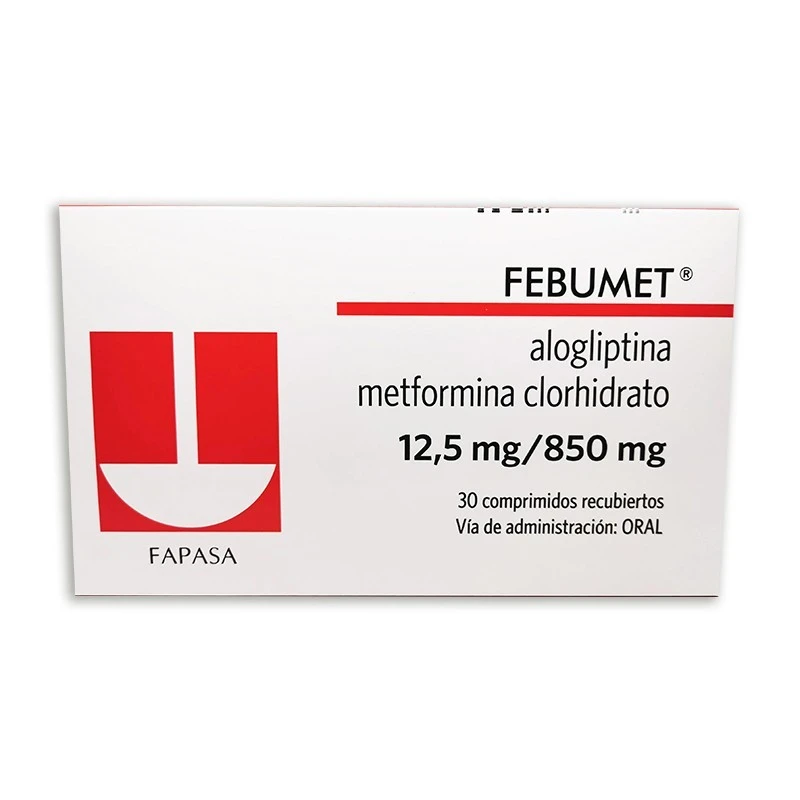 FEBUMET®
alogliptina
metformina clorhidrato
12,5 mg/850 mg
30 comprimidos recubiertos
Vía de administración: ORAL
FAPASA